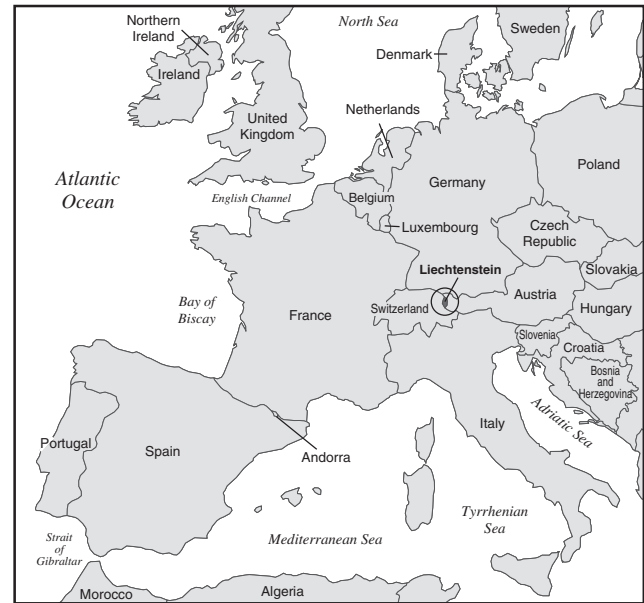 Northern
Ireland
North Sea
Sweden
Denmark
Ireland
United
Kingdom
Netherlands
Atlantic
Ocean
English Channel
Belgium
Germany
Poland
Luxembourg
Czech
Republic
Liechtenstein
Slovakia
Bay of
Biscay
France
Switzerland
Austria
Hungary
Slovenia
Croatia
Bosnia
and
Herzegovina
Adriatic Sea
Italy
Portugal
Spain
Andorra
Tyrrhenian
Sea
Mediterranean Sea
Strait
of
Gibraltar
Morocco
Algeria